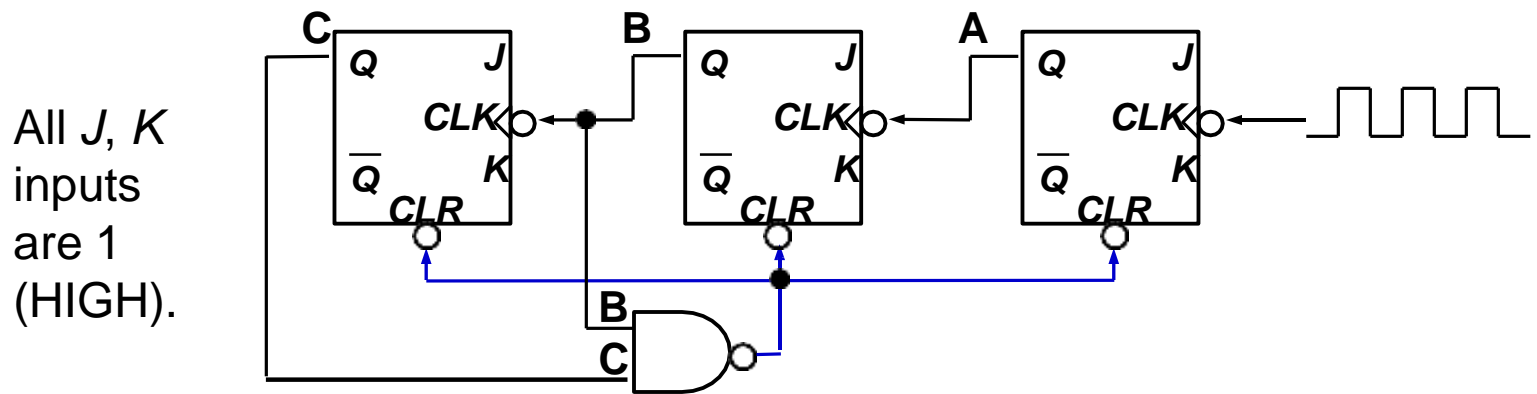 All J, K
inputs
are 1
(HIGH).
C
Q
J
CLK
Q
K
CLR
B
Q
J
CLK
Q
K
CLR
A
Q
J
CLK
Q
K
CLR
B
C